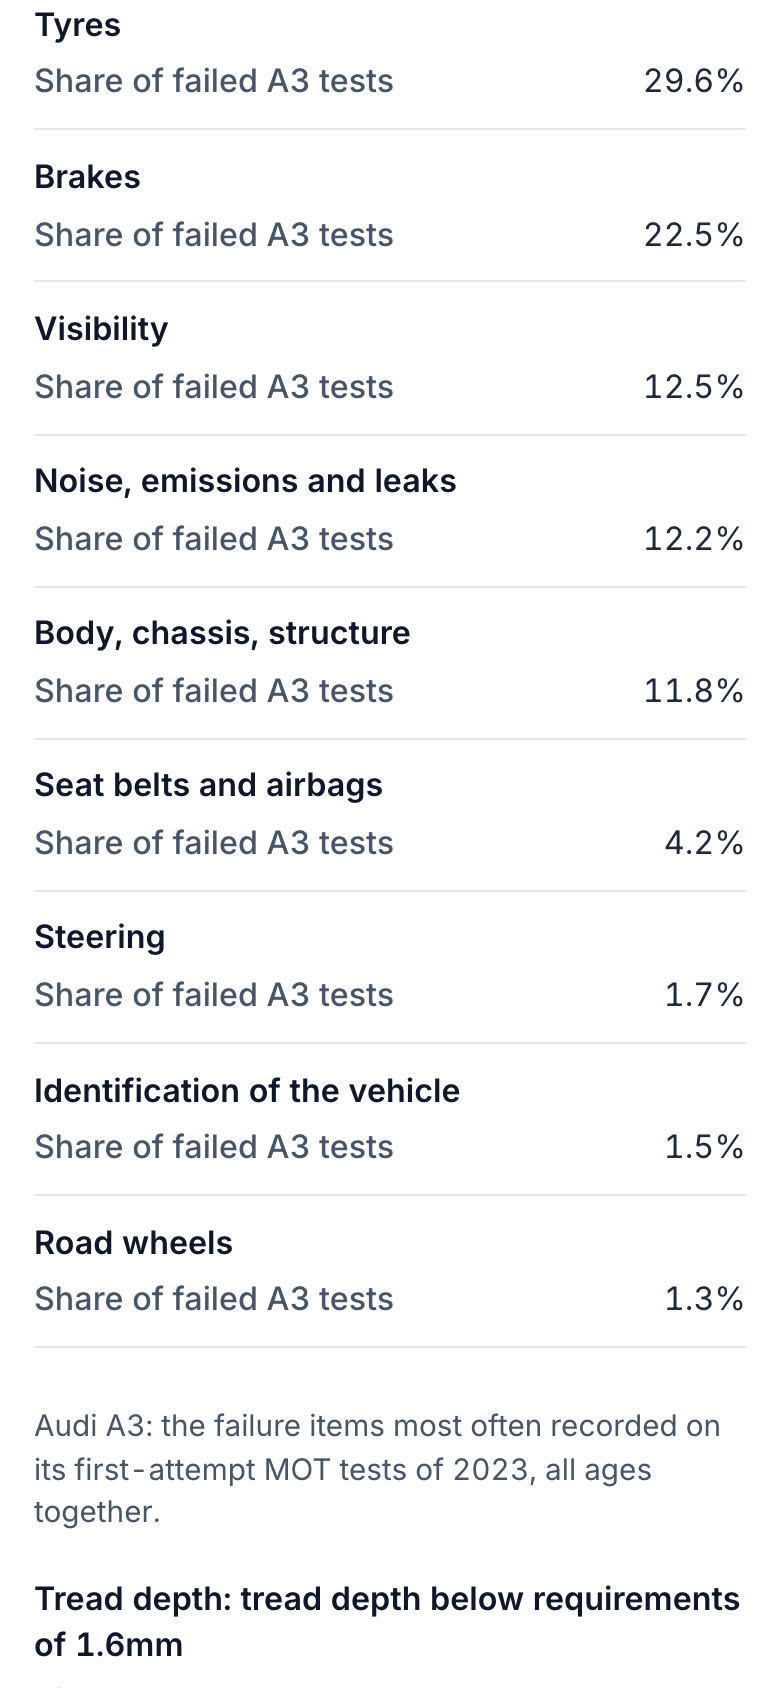 Tyres
Share of failed A3 tests 29.6%
Brakes
Share of failed A3 tests 22.5%
Visibility
Share of failed A3 tests 12.5%
Noise, emissions and leaks
Share of failed A3 tests 12.2%
Body, chassis, structure
Share of failed A3 tests 11.8%
Seat belts and airbags
Share of failed A3 tests 4.2%
Steering
Share of failed A3 tests 1.7%
Identification of the vehicle
Share of failed A3 tests 1.5%
Road wheels
Share of failed A3 tests 1.3%
Audi A3: the failure items most often recorded on
its first-attempt MOT tests of 2023, all ages
together.
Tread depth: tread depth below requirements
of 1.6mm